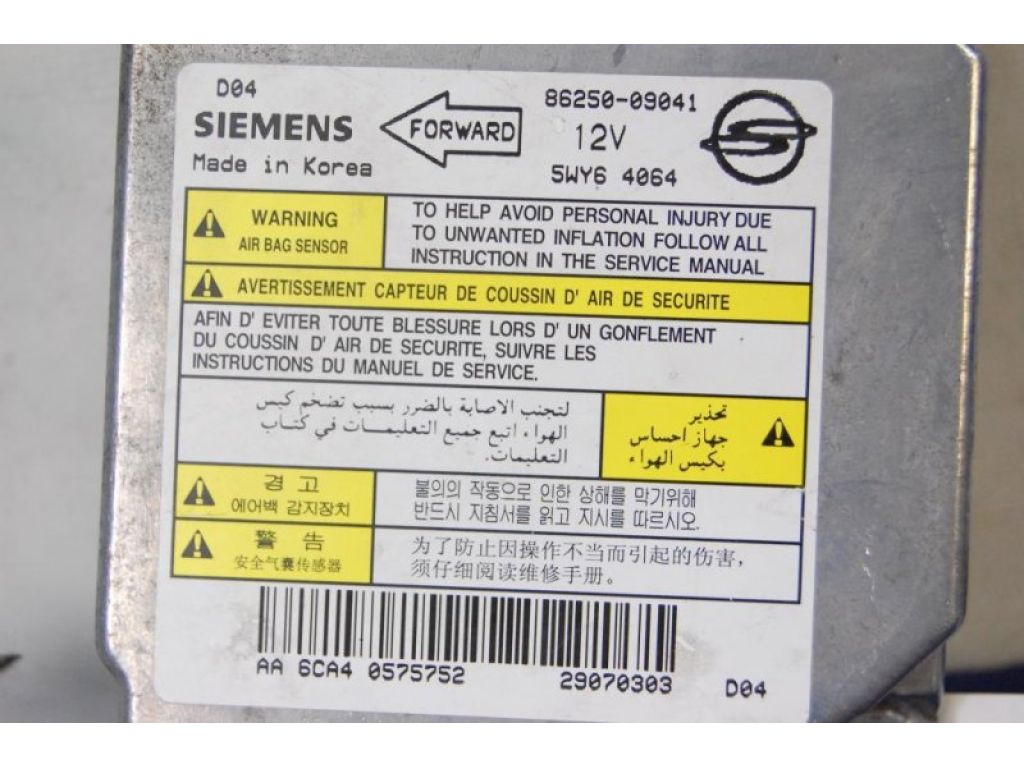 D04
SIEMENS
Made in Korea
FORWARD
86250-09041
12V
5WY6 4064
WARNING
AIR BAG SENSOR
TO HELP AVOID PERSONAL INJURY DUE
TO UNWANTED INFLATION FOLLOW ALL
INSTRUCTION IN THE SERVICE MANUAL
AVERTISSEMENT CAPTEUR DE COUSSIN D' AIR DE SECURITE
AFIN D' EVITER TOUTE BLESSURE LORS D' UN GONFLEMENT
DU COUSSIN D' AIR DE SECURITE, SUIVRE LES
INSTRUCTIONS DU MANUEL DE SERVICE.
تحذير
جهاز احساس
بكيس الهواء
لتجنب الاصابة بالضرر بسبب تضخم كيس
الهواء اتبع جميع التعليمات في كتاب
التعليمات.
경 고
에어백 감지장치
불의의 작동으로 인한 상해를 막기위해
반드시 지침서를 읽고 지시를 따르시오.
警 告
安全气囊传感器
为了防止因操作不当而引起的伤害，
须仔细阅读维修手册。
AA 6CA4 0575752
29070303
D04